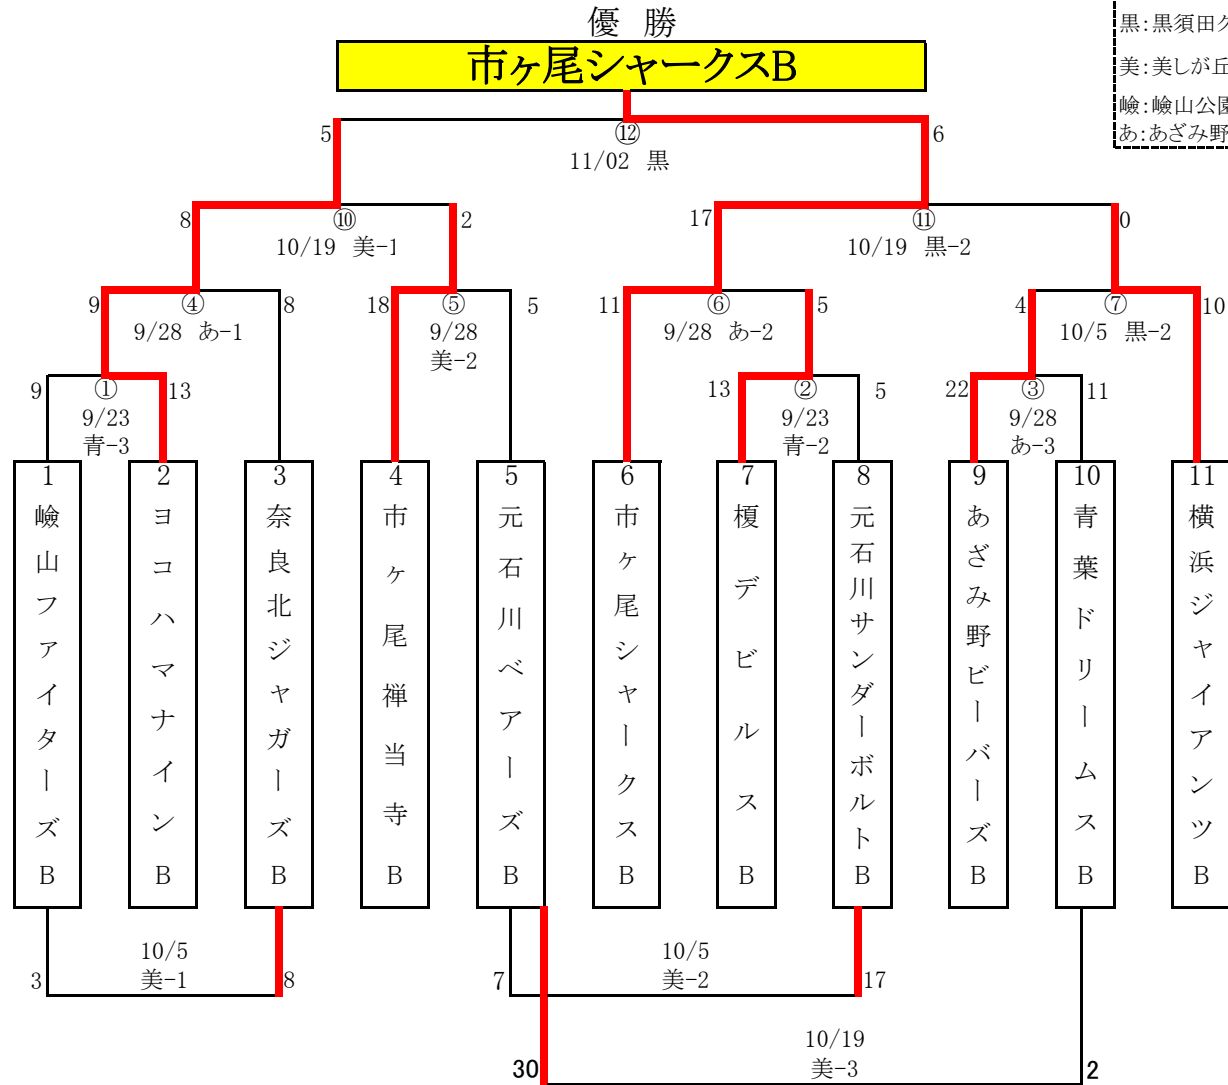 優 勝
市ヶ尾シャークスB
黒:黒須田
美:美しが丘
嶮:嶮山公園
あ:あざみ野
5 ⑫ 6
11/02 黒
8 ⑩ 2 17 ⑪ 0
10/19 美-1 10/19 黒-2
9 ④ 8 18 ⑤ 5 11 ⑥ 5 4 ⑦ 10
9/28 あ-1 9/28 9/28 あ-2 10/5 黒-2
美-2
9 ① 13 13 ② 5 22 ③ 11
9/23 9/23 9/28
青-3 青-2 あ-3
1 嶮山ファイターズB
2 ヨコハマナインB
3 奈良北ジャガーズB
4 市ヶ尾禅当寺B
5 元石川ベアーズB
6 市ヶ尾シャークスB
7 榎デビルスB
8 元石川サンダーボルトB
9 あざみ野ビーバーズB
10 青葉ドリームスB
11 横浜ジャイアンツB
10/5 10/5
3 美-1 8 7 美-2 17
10/19
30 美-3 2